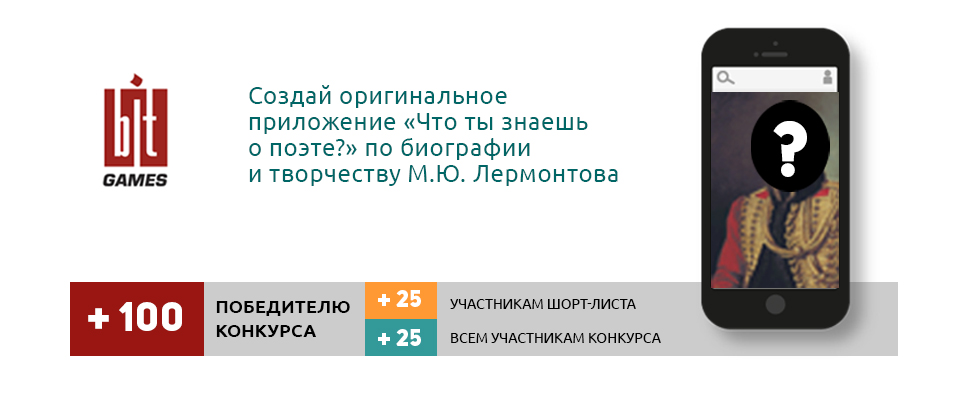 bit
GAMES
Создай оригинальное
приложение «Что ты знаешь
о поэте?» по биографии
и творчеству М.Ю. Лермонтова
?
+ 100
ПОБЕДИТЕЛЮ
КОНКУРСА
+ 25
УЧАСТНИКАМ ШОРТ-ЛИСТА
+ 25
ВСЕМ УЧАСТНИКАМ КОНКУРСА